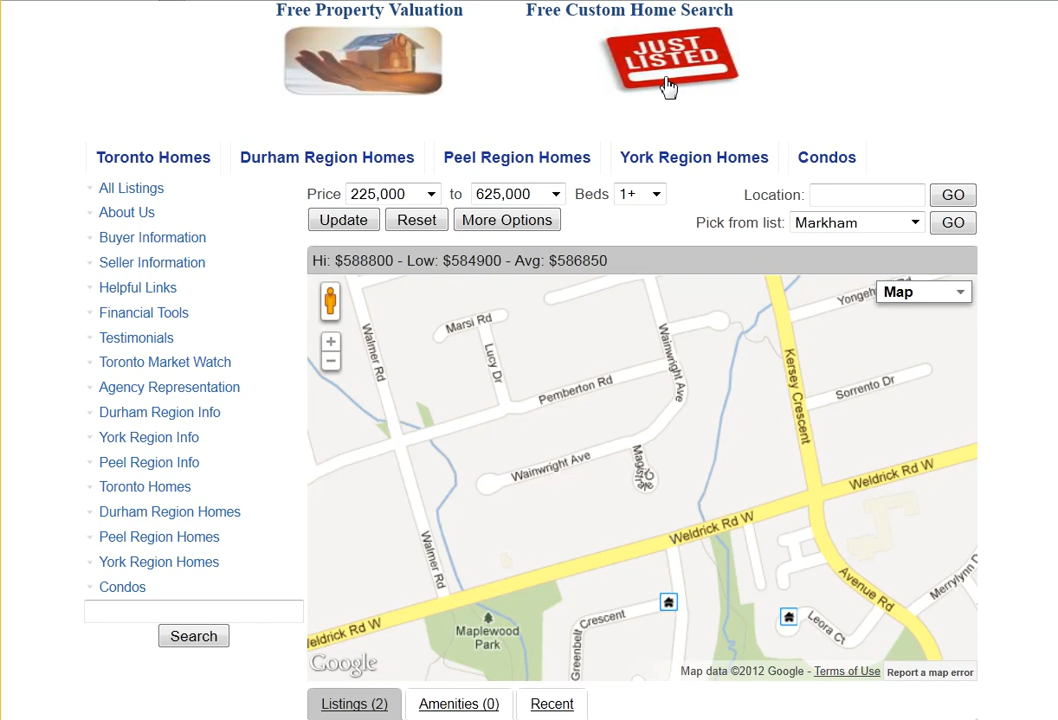 Free Property Valuation
Free Custom Home Search
JUST
LISTED
Toronto Homes
Durham Region Homes
Peel Region Homes
York Region Homes
Condos
All Listings
About Us
Buyer Information
Seller Information
Helpful Links
Financial Tools
Testimonials
Toronto Market Watch
Agency Representation
Durham Region Info
York Region Info
Peel Region Info
Toronto Homes
Durham Region Homes
Peel Region Homes
York Region Homes
Condos
Search
Price 225,000 to 625,000 Beds 1+
Location: GO
Update Reset More Options
Pick from list: Markham GO
Hi: $588800 - Low: $584900 - Avg: $586850
Map
+
−
Marsi Rd
Walmer Rd
Lucy Dr
Pemberton Rd
Wainwright Ave
Kersey Crescent
Sorrento Dr
Wainwright Ave
Weldrick Rd W
Weldrick Rd W
Walmer Rd
Avenue Rd
Merrylynn
Crescent
Greenbelt
Leora Ct
Maplewood
Park
Weldrick Rd W
Google
Map data ©2012 Google - Terms of Use
Report a map error
Listings (2)
Amenities (0)
Recent